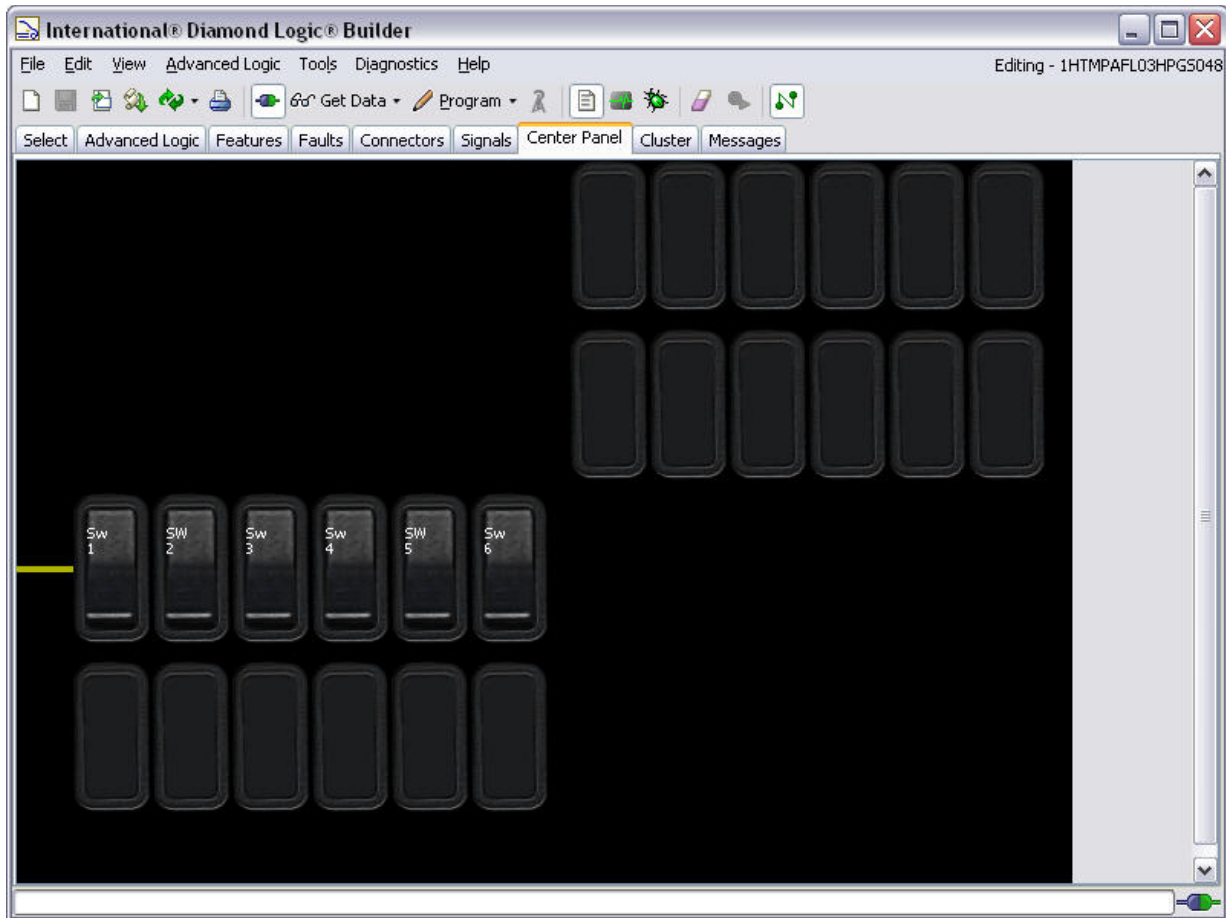 International® Diamond Logic® Builder
File Edit View Advanced Logic Tools Diagnostics Help Editing - 1HTMPAFL03HPG5048
Get Data Program
Select Advanced Logic Features Faults Connectors Signals Center Panel Cluster Messages
Sw SW Sw Sw SW Sw
1 2 3 4 5 6